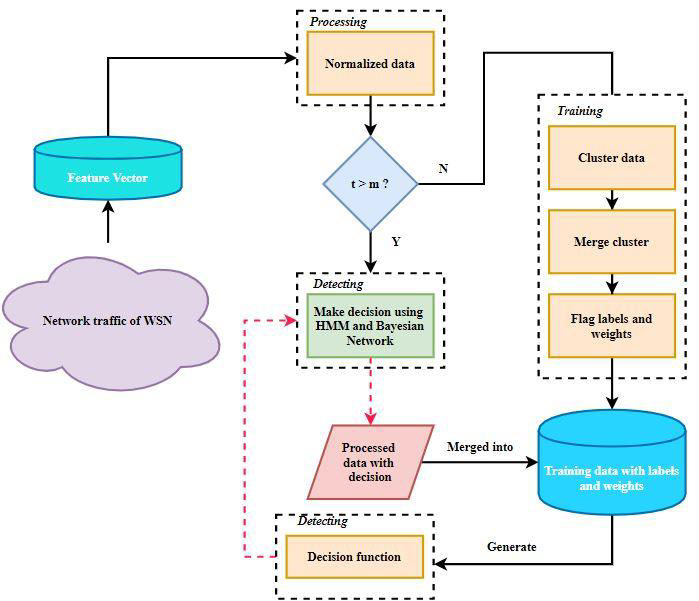 Processing
Normalized data
Training
Cluster data
Feature Vector
t > m ?
N
Merge cluster
Y
Detecting
Make decision using
HMM and Bayesian
Network
Network traffic of WSN
Flag labels and
weights
Processed
data with
decision
Merged into
Training data with labels
and weights
Detecting
Decision function
Generate